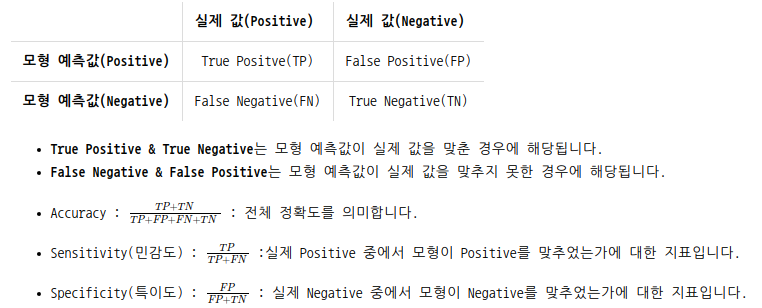 실제 값(Positive) 실제 값(Negative)
모형 예측값(Positive) True Positve(TP) False Positive(FP)
모형 예측값(Negative) False Negative(FN) True Negative(TN)
• True Positive & True Negative는 모형 예측값이 실제 값을 맞춘 경우에 해당됩니다.
• False Negative & False Positive는 모형 예측값이 실제 값을 맞추지 못한 경우에 해당됩니다.
• Accuracy : \frac{TP+TN}{TP+FP+FN+TN} : 전체 정확도를 의미합니다.
• Sensitivity(민감도) : \frac{TP}{TP+FN} :실제 Positive 중에서 모형이 Positive를 맞추었는가에 대한 지표입니다.
• Specificity(특이도) : \frac{FP}{FP+TN} : 실제 Negative 중에서 모형이 Negative를 맞추었는가에 대한 지표입니다.